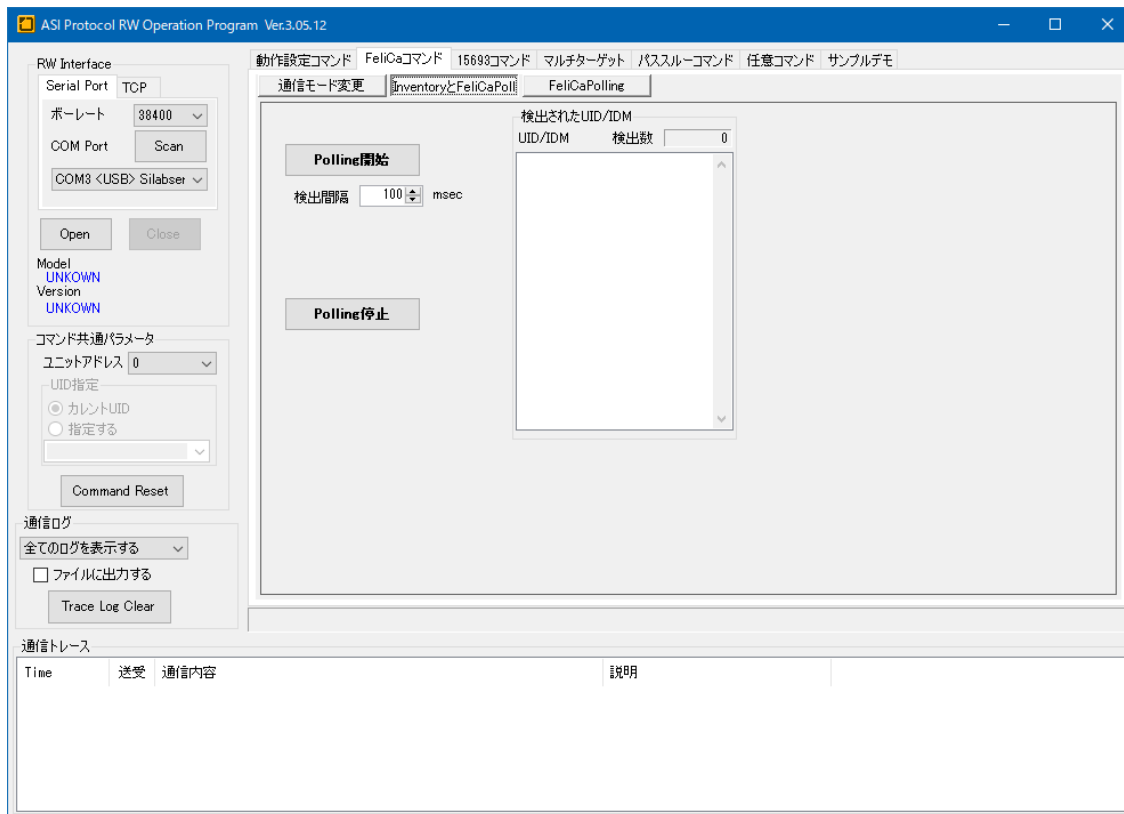 ASI Protocol RW Operation Program Ver.3.05.12
RW Interface
Serial Port TCP
ボーレート 38400
COM Port Scan
COM3 <USB> Silabser
Open Close
Model
UNKOWN
Version
UNKOWN
コマンド共通パラメータ
ユニットアドレス 0
UID指定
カレントUID
指定する
Command Reset
通信ログ
全てのログを表示する
ファイルに出力する
Trace Log Clear
動作設定コマンド FeliCaコマンド 15693コマンド マルチターゲット パススルーコマンド 任意コマンド サンプルデモ
通信モード変更 InventoryとFeliCaPoll FeliCaPolling
Polling開始
検出間隔 100 msec
Polling停止
検出されたUID/IDM
UID/IDM 検出数 0
通信トレース
Time 送受 通信内容 説明